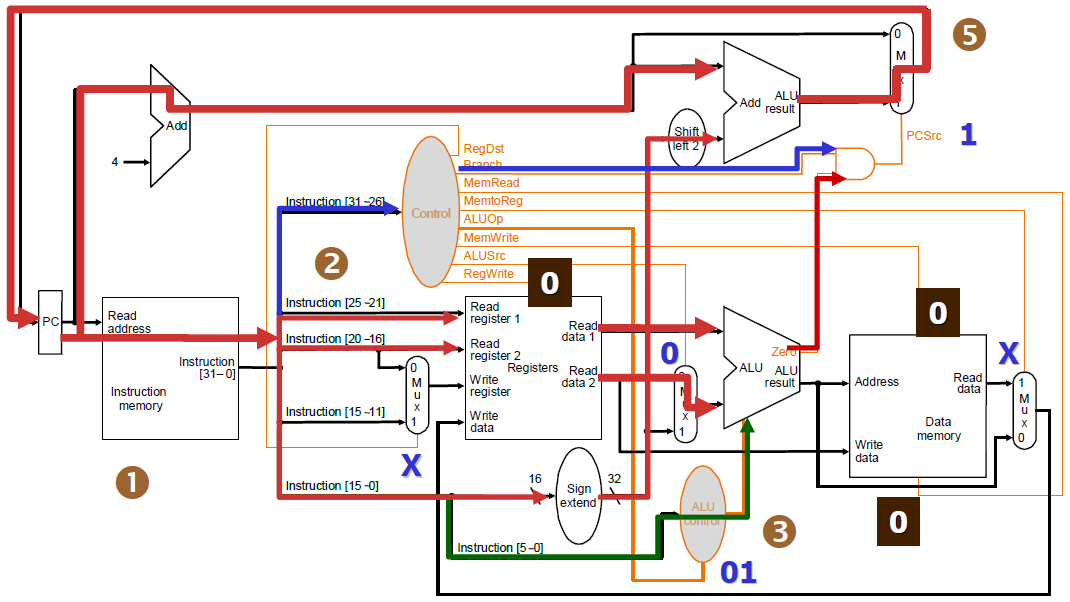 0
M
x
1
5
Add
Add
ALU
result
Shift
left 2
4
PCSrc
1
RegDst
Branch
MemRead
MemtoReg
ALUOp
MemWrite
ALUSrc
RegWrite
Control
Instruction [31–26]
2
0
0
PC
Read
address
Instruction
[31–0]
Instruction
memory
1
Instruction [25–21]
Instruction [20–16]
Instruction [15–11]
Instruction [15–0]
Instruction [5–0]
0
M
u
x
1
X
Read
register 1
Read
register 2
Write
register
Write
data
Registers
Read
data 1
Read
data 2
0
0
M
x
1
Zero
ALU
ALU
result
Address
Write
data
Read
data
Data
memory
X
1
M
u
x
0
0
16
Sign
extend
32
ALU
control
3
01